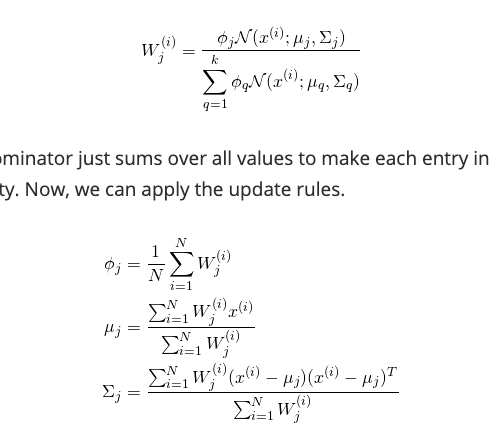 W_j^{(i)} = \frac{\phi_j \mathcal{N}(x^{(i)}; \mu_j, \Sigma_j)}{\sum_{q=1}^{k} \phi_q \mathcal{N}(x^{(i)}; \mu_q, \Sigma_q)}
ominator just sums over all values to make each entry in
ty. Now, we can apply the update rules.
\phi_j = \frac{1}{N} \sum_{i=1}^{N} W_j^{(i)}
\mu_j = \frac{\sum_{i=1}^{N} W_j^{(i)} x^{(i)}}{\sum_{i=1}^{N} W_j^{(i)}}
\Sigma_j = \frac{\sum_{i=1}^{N} W_j^{(i)} (x^{(i)} - \mu_j)(x^{(i)} - \mu_j)^T}{\sum_{i=1}^{N} W_j^{(i)}}